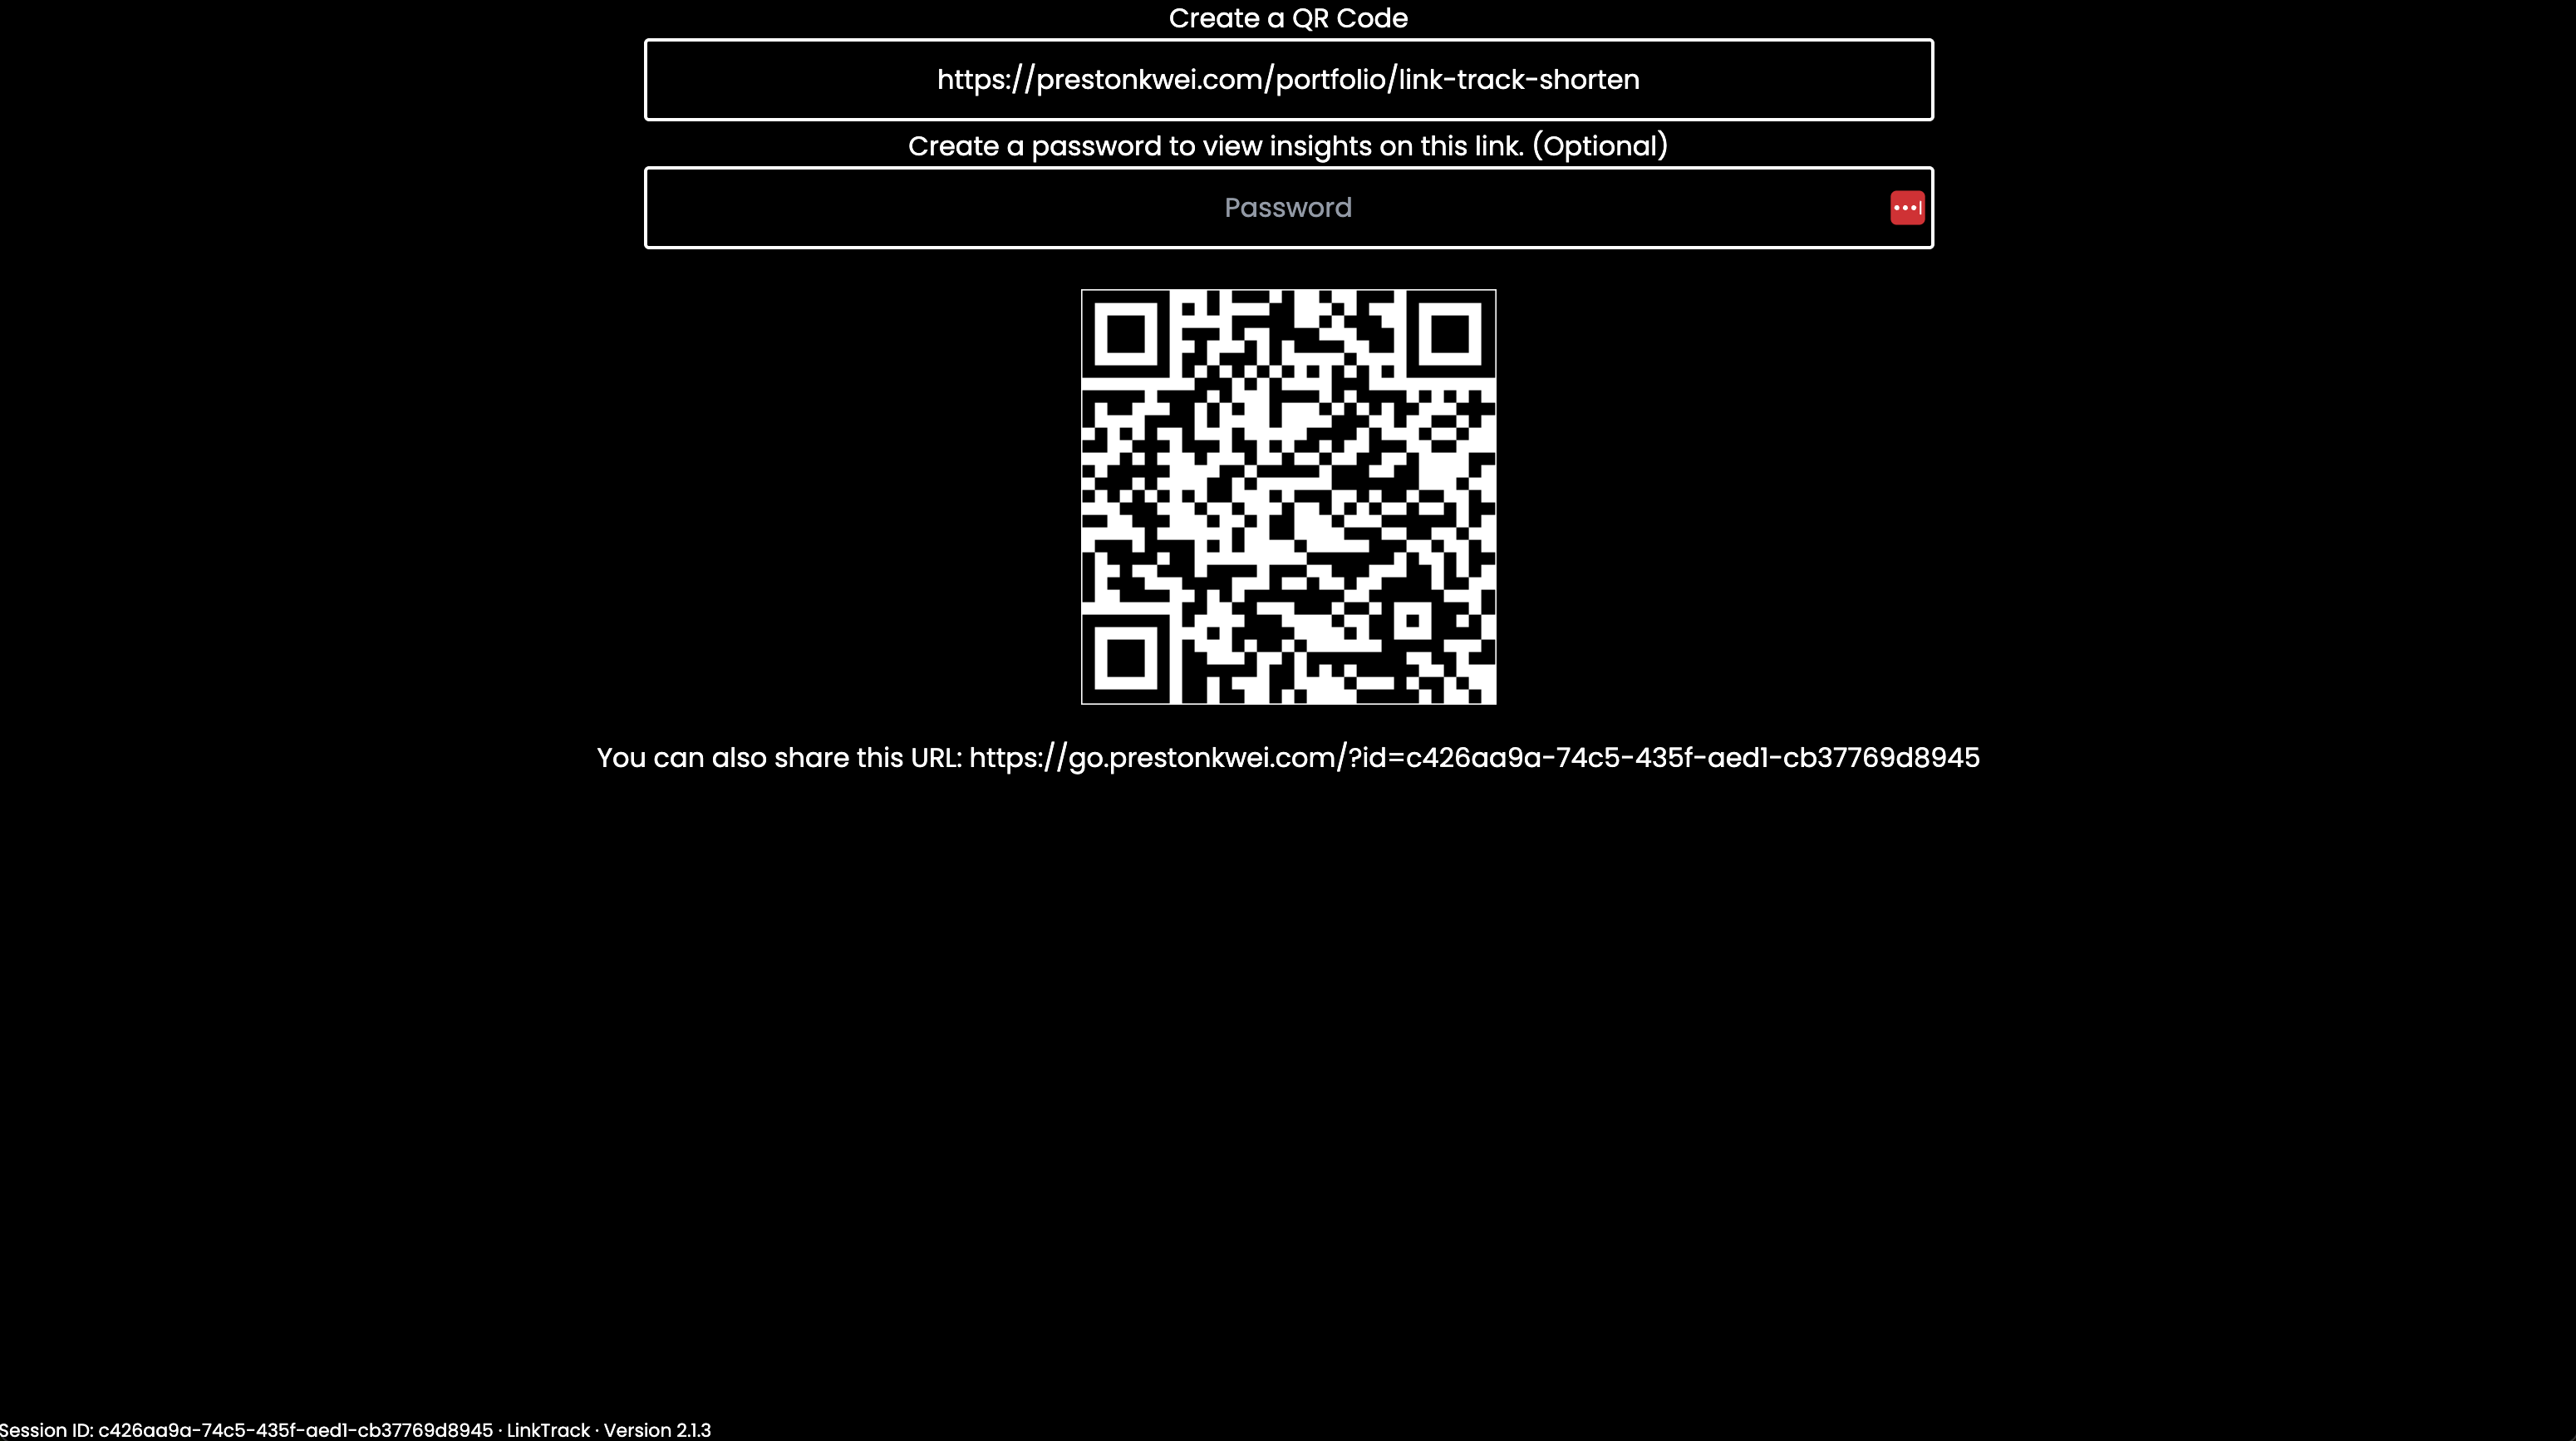 Create a QR Code
https://prestonkwei.com/portfolio/link-track-shorten
Create a password to view insights on this link. (Optional)
Password
You can also share this URL: https://go.prestonkwei.com/?id=c426aa9a-74c5-435f-aed1-cb37769d8945
Session ID: c426aa9a-74c5-435f-aed1-cb37769d8945 · LinkTrack · Version 2.1.3